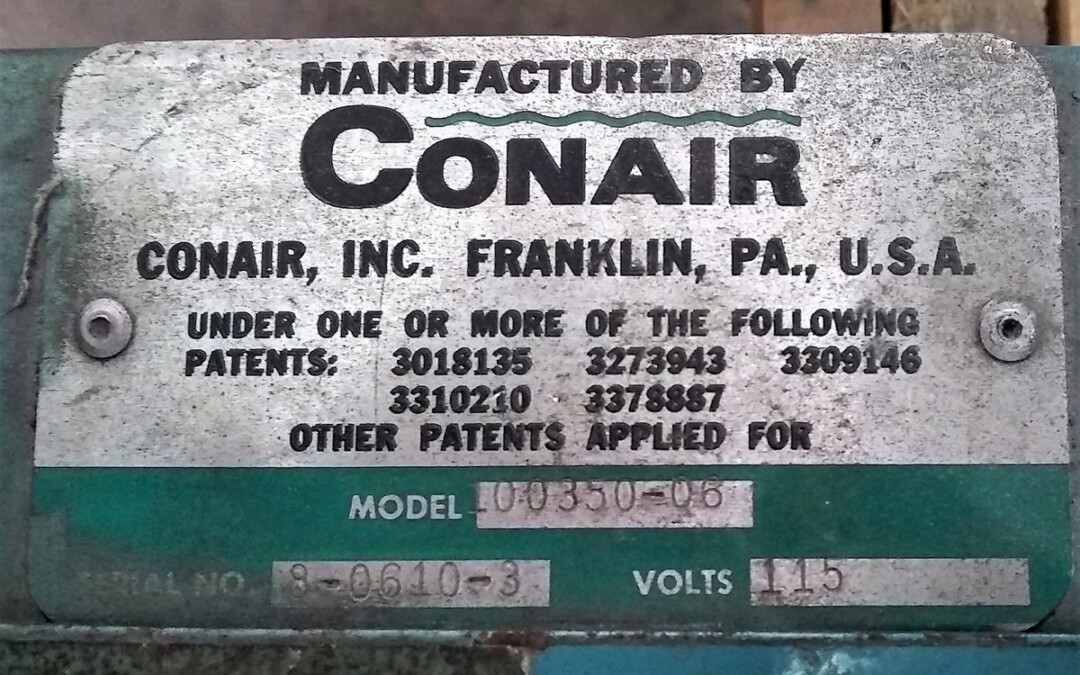 MANUFACTURED BY
CONAIR
CONAIR, INC. FRANKLIN, PA., U.S.A.
UNDER ONE OR MORE OF THE FOLLOWING
PATENTS: 3018135 3273943 3309146
3310210 3378887
OTHER PATENTS APPLIED FOR
MODEL 100350-06
SERIAL NO. 8-0610-3 VOLTS 115